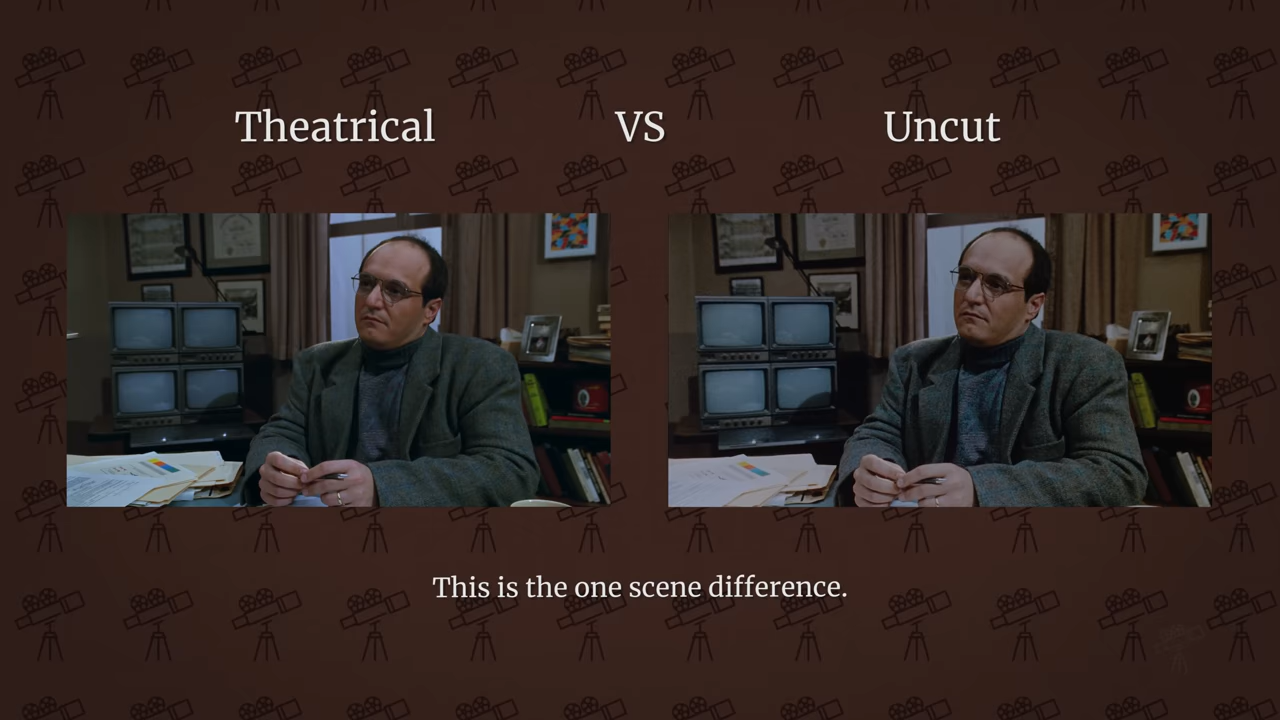 Theatrical VS Uncut
This is the one scene difference.